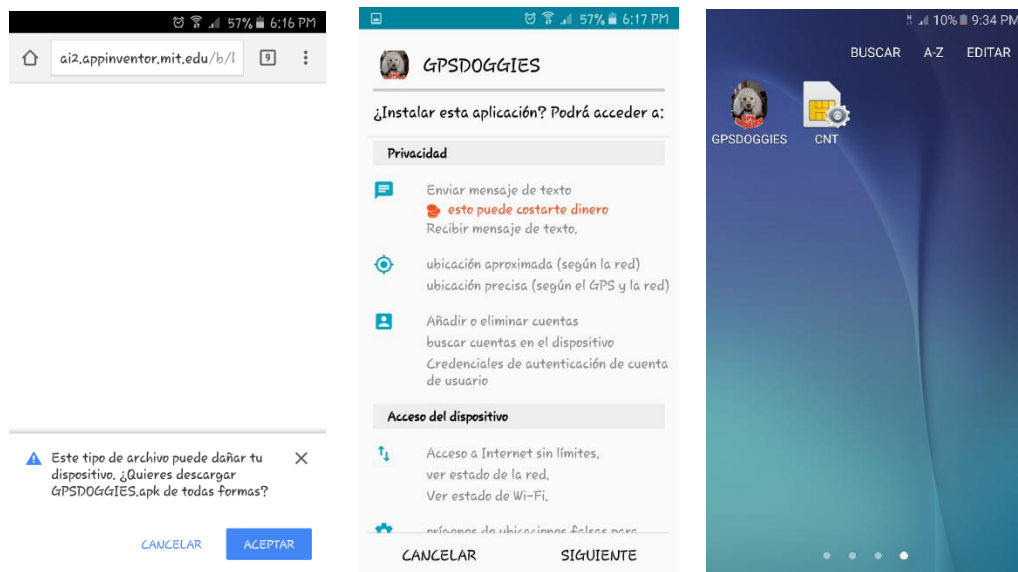 57% 6:16 PM
ai2.appinventor.mit.edu/b/
9
Este tipo de archivo puede dañar tu
dispositivo. ¿Quieres descargar
GPSDOGGIES.apk de todas formas?
CANCELAR ACEPTAR
57% 6:17 PM
GPSDOGGIES
¿Instalar esta aplicación? Podrá acceder a:
Privacidad
Enviar mensaje de texto
esto puede costarte dinero
Recibir mensaje de texto.
ubicación aproximada (según la red)
ubicación precisa (según el GPS y la red)
Añadir o eliminar cuentas
buscar cuentas en el dispositivo
Credenciales de autenticación de cuenta
de usuario
Acceso del dispositivo
Acceso a Internet sin límites.
ver estado de la red.
Ver estado de Wi-Fi.
orígenes de ubicaciones falsas para
CANCELAR SIGUIENTE
10% 9:34 PM
BUSCAR A-Z EDITAR
GPSDOGGIES CNT